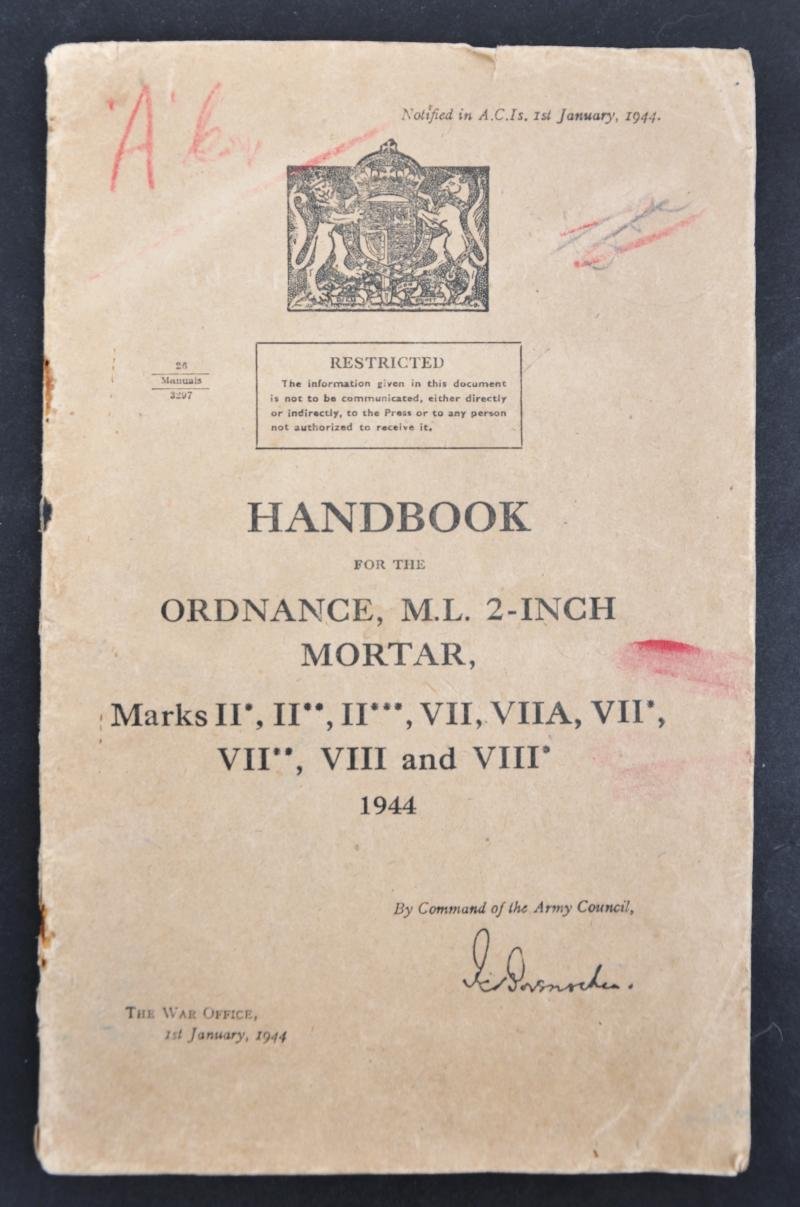 'A'
Notified in A.C.Is. 1st January, 1944.
26
Manuals
3297
RESTRICTED
The information given in this document
is not to be communicated, either directly
or indirectly, to the Press or to any person
not authorized to receive it.
HANDBOOK
FOR THE
ORDNANCE, M.L. 2-INCH
MORTAR,
Marks II*, II**, II***, VII, VIIA, VII*,
VII**, VIII and VIII*
1944
By Command of the Army Council,
THE WAR OFFICE,
1st January, 1944